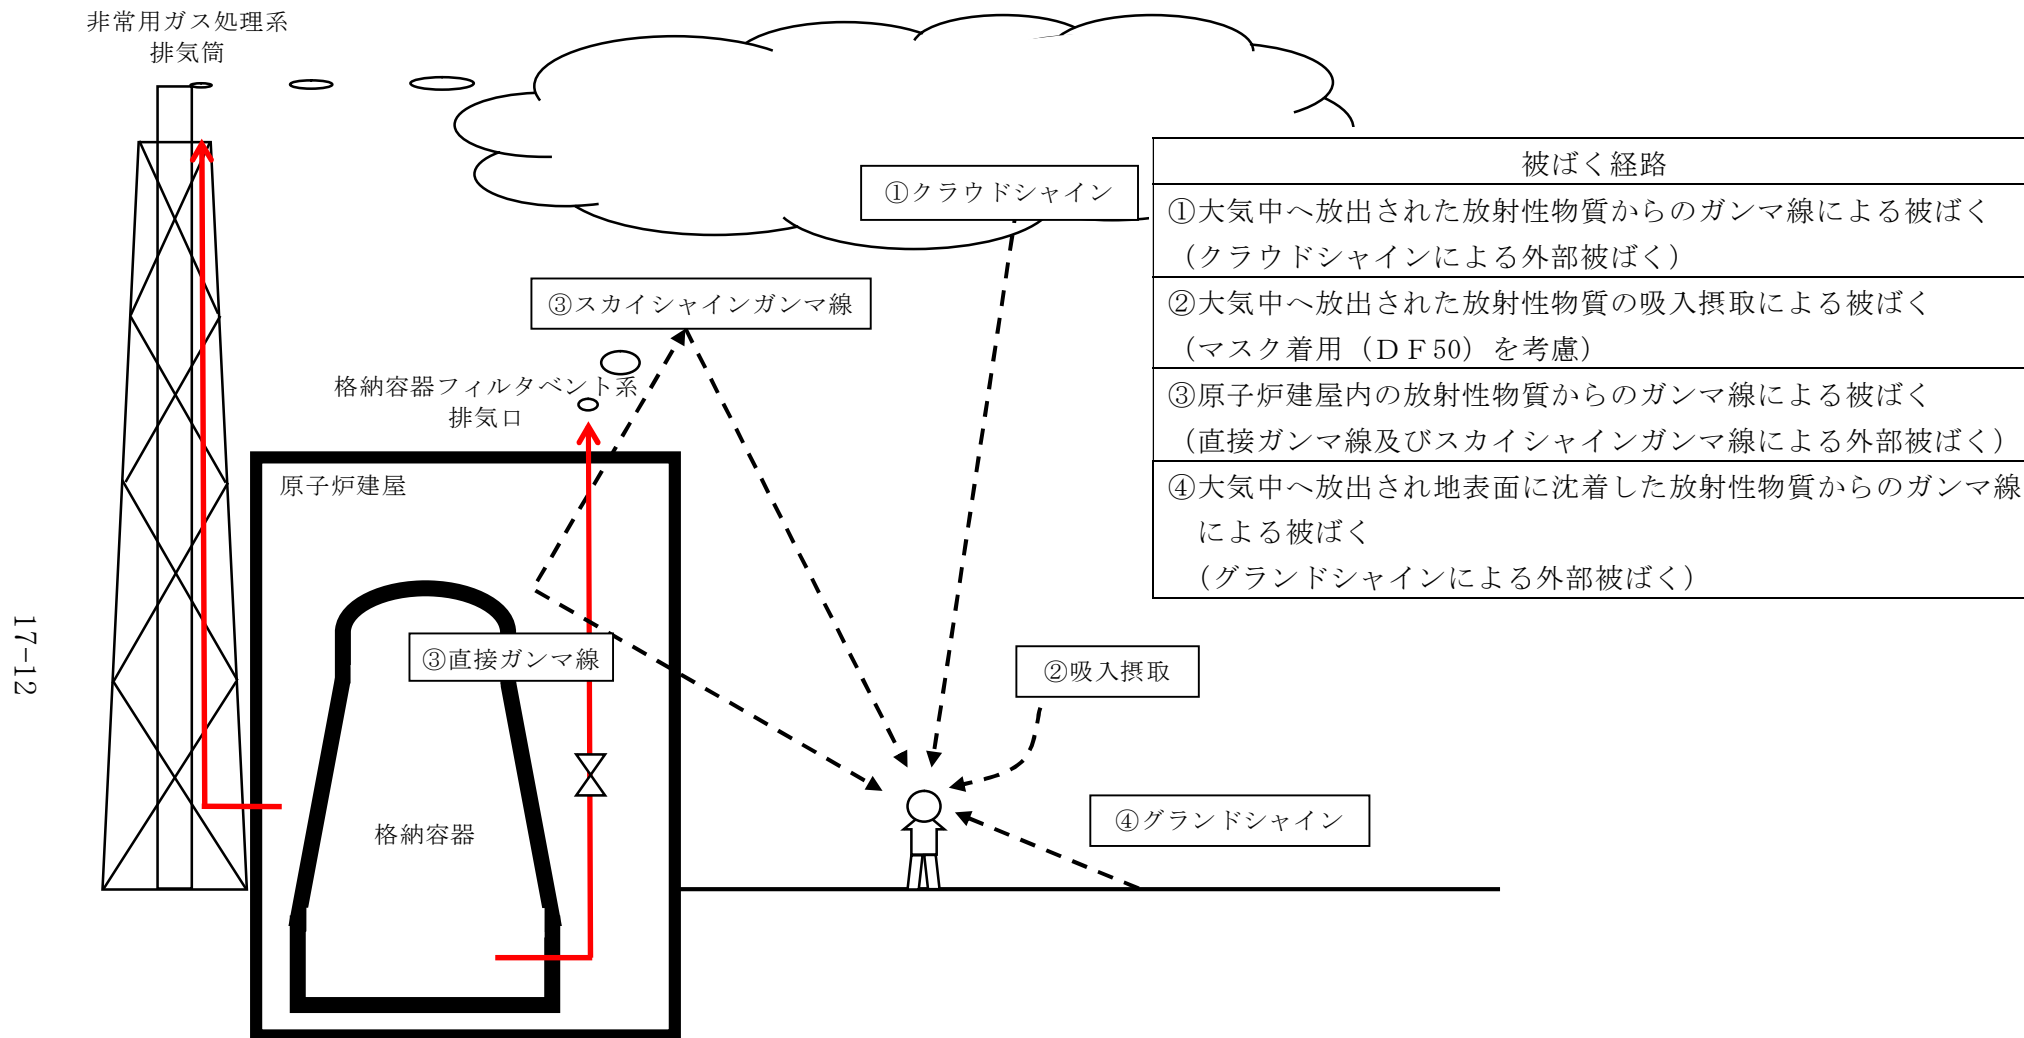 非常用ガス処理系
排気筒
①クラウドシャイン
③スカイシャインガンマ線
格納容器フィルタベント系
排気口
原子炉建屋
③直接ガンマ線
格納容器
②吸入摂取
④グランドシャイン
被ばく経路
①大気中へ放出された放射性物質からのガンマ線による被ばく
（クラウドシャインによる外部被ばく）
②大気中へ放出された放射性物質の吸入摂取による被ばく
（マスク着用（ＤＦ50）を考慮）
③原子炉建屋内の放射性物質からのガンマ線による被ばく
（直接ガンマ線及びスカイシャインガンマ線による外部被ばく）
④大気中へ放出され地表面に沈着した放射性物質からのガンマ線
による被ばく
（グランドシャインによる外部被ばく）
17-12